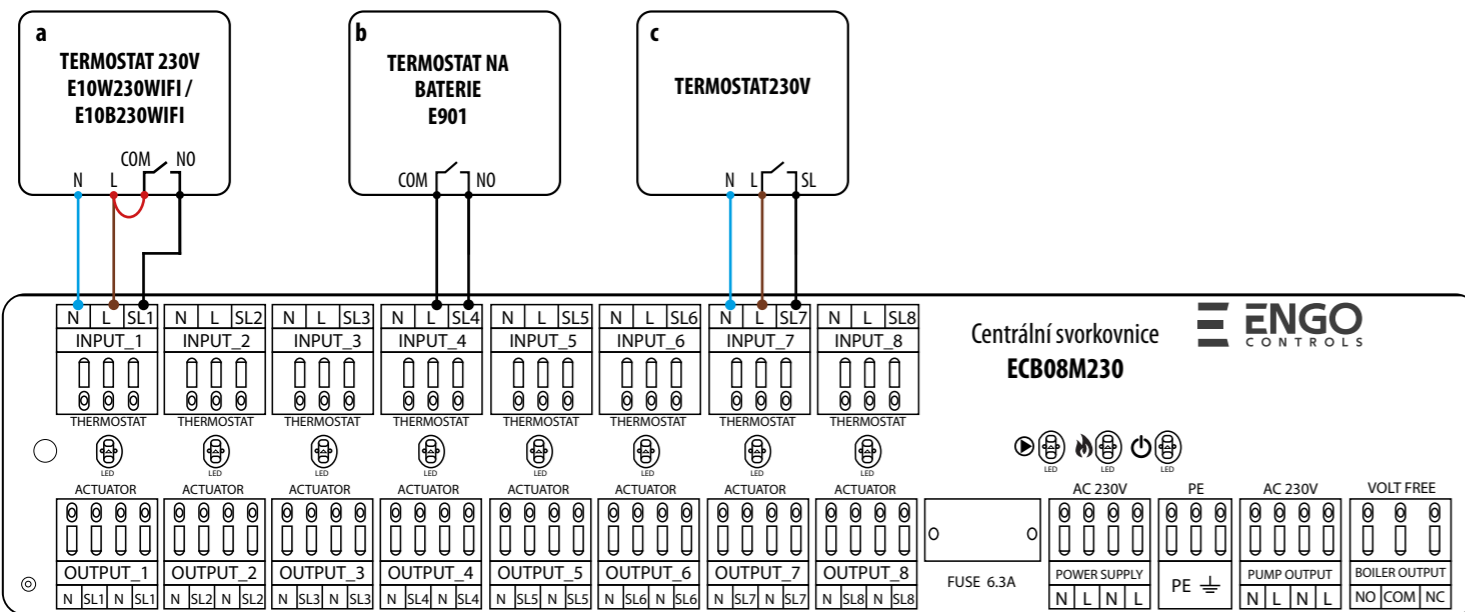 a
TERMOSTAT 230V
E10W230WIFI /
E10B230WIFI
COM NO
N L
b
TERMOSTAT NA
BATERIE
E901
COM NO
c
TERMOSTAT230V
N L SL
N L SL1 N L SL2 N L SL3 N L SL4 N L SL5 N L SL6 N L SL7 N L SL8
INPUT_1 INPUT_2 INPUT_3 INPUT_4 INPUT_5 INPUT_6 INPUT_7 INPUT_8
THERMOSTAT THERMOSTAT THERMOSTAT THERMOSTAT THERMOSTAT THERMOSTAT THERMOSTAT THERMOSTAT
LED LED LED LED LED LED LED LED
Centrální svorkovnice
ECB08M230
ENGO
CONTROLS
LED LED LED
ACTUATOR ACTUATOR ACTUATOR ACTUATOR ACTUATOR ACTUATOR ACTUATOR ACTUATOR AC 230V PE AC 230V VOLT FREE
OUTPUT_1 OUTPUT_2 OUTPUT_3 OUTPUT_4 OUTPUT_5 OUTPUT_6 OUTPUT_7 OUTPUT_8 FUSE 6.3A POWER SUPPLY PE PUMP OUTPUT BOILER OUTPUT
N SL1 N SL1 N SL2 N SL2 N SL3 N SL3 N SL4 N SL4 N SL5 N SL5 N SL6 N SL6 N SL7 N SL7 N SL8 N SL8 N L N L N L N L NO COM NC